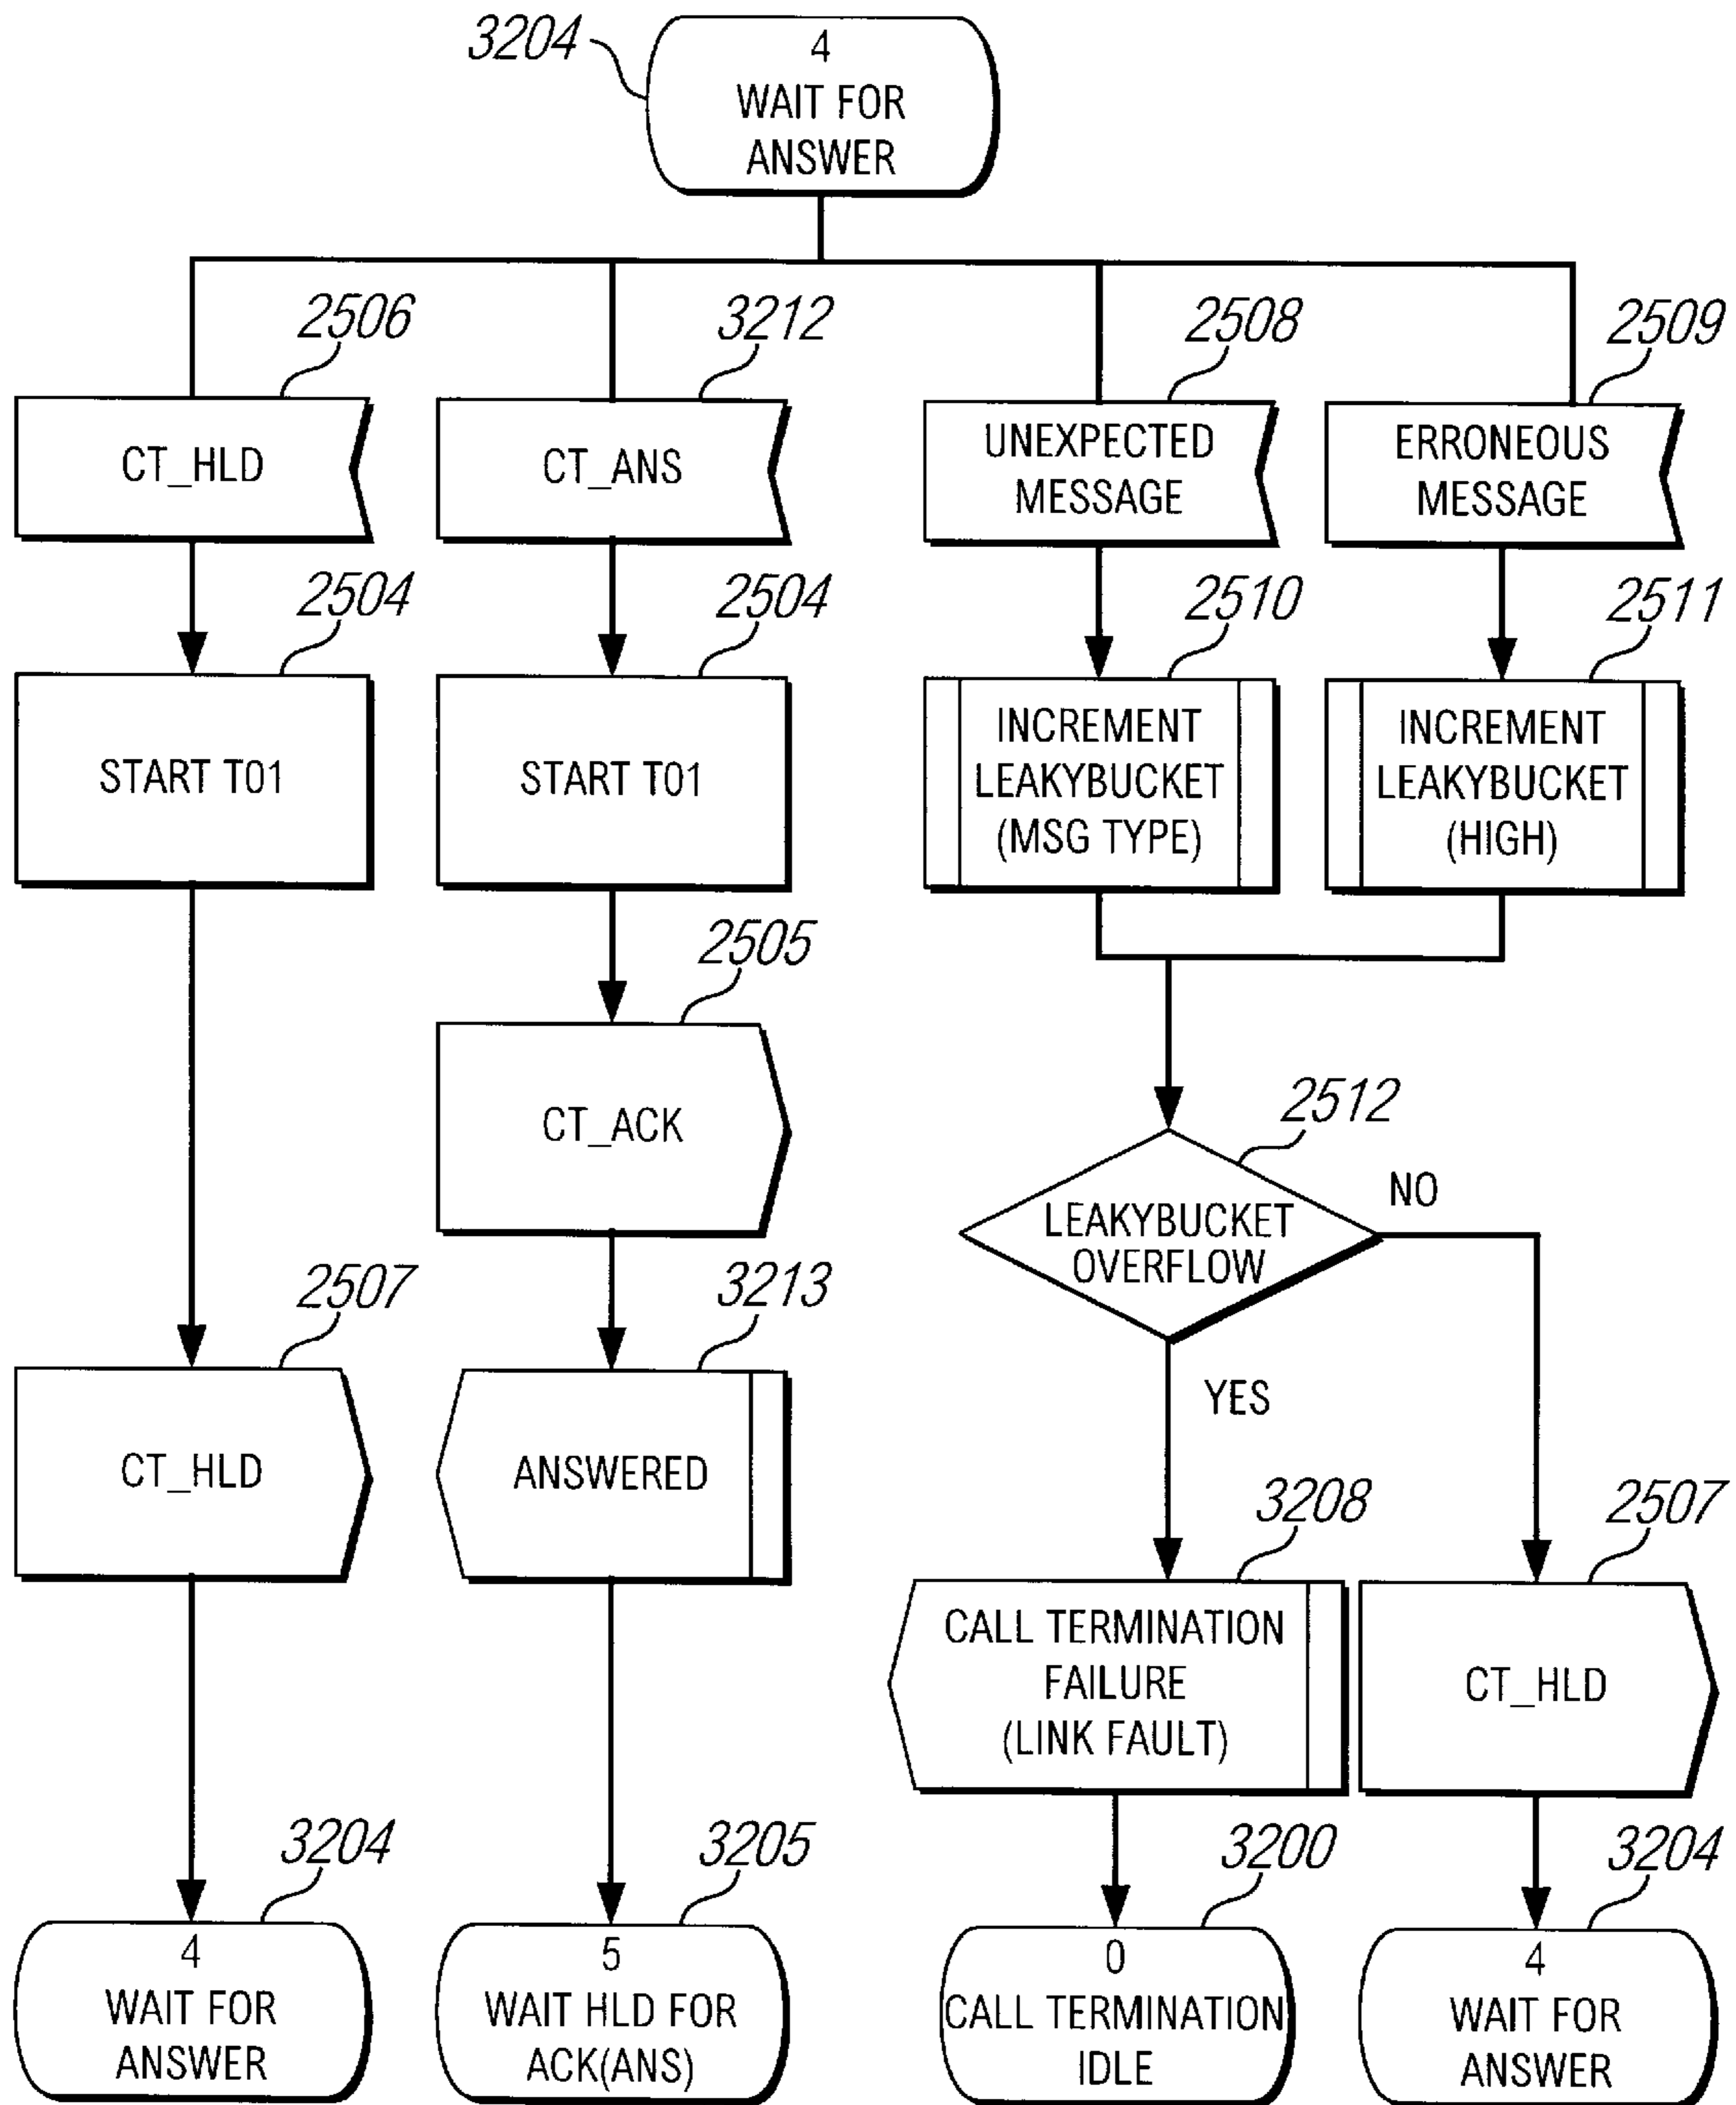 3204
4
WAIT FOR
ANSWER
2506
3212
2508
2509
CT_HLD
CT_ANS
UNEXPECTED
MESSAGE
ERRONEOUS
MESSAGE
2504
2504
2510
2511
START T01
START T01
INCREMENT
LEAKYBUCKET
(MSG TYPE)
INCREMENT
LEAKYBUCKET
(HIGH)
2505
CT_ACK
2512
LEAKYBUCKET
OVERFLOW
NO
YES
2507
3213
CT_HLD
ANSWERED
3208
2507
CALL TERMINATION
FAILURE
(LINK FAULT)
CT_HLD
3204
3205
3200
3204
4
WAIT FOR
ANSWER
5
WAIT HLD FOR
ACK(ANS)
0
CALL TERMINATION
IDLE
4
WAIT FOR
ANSWER